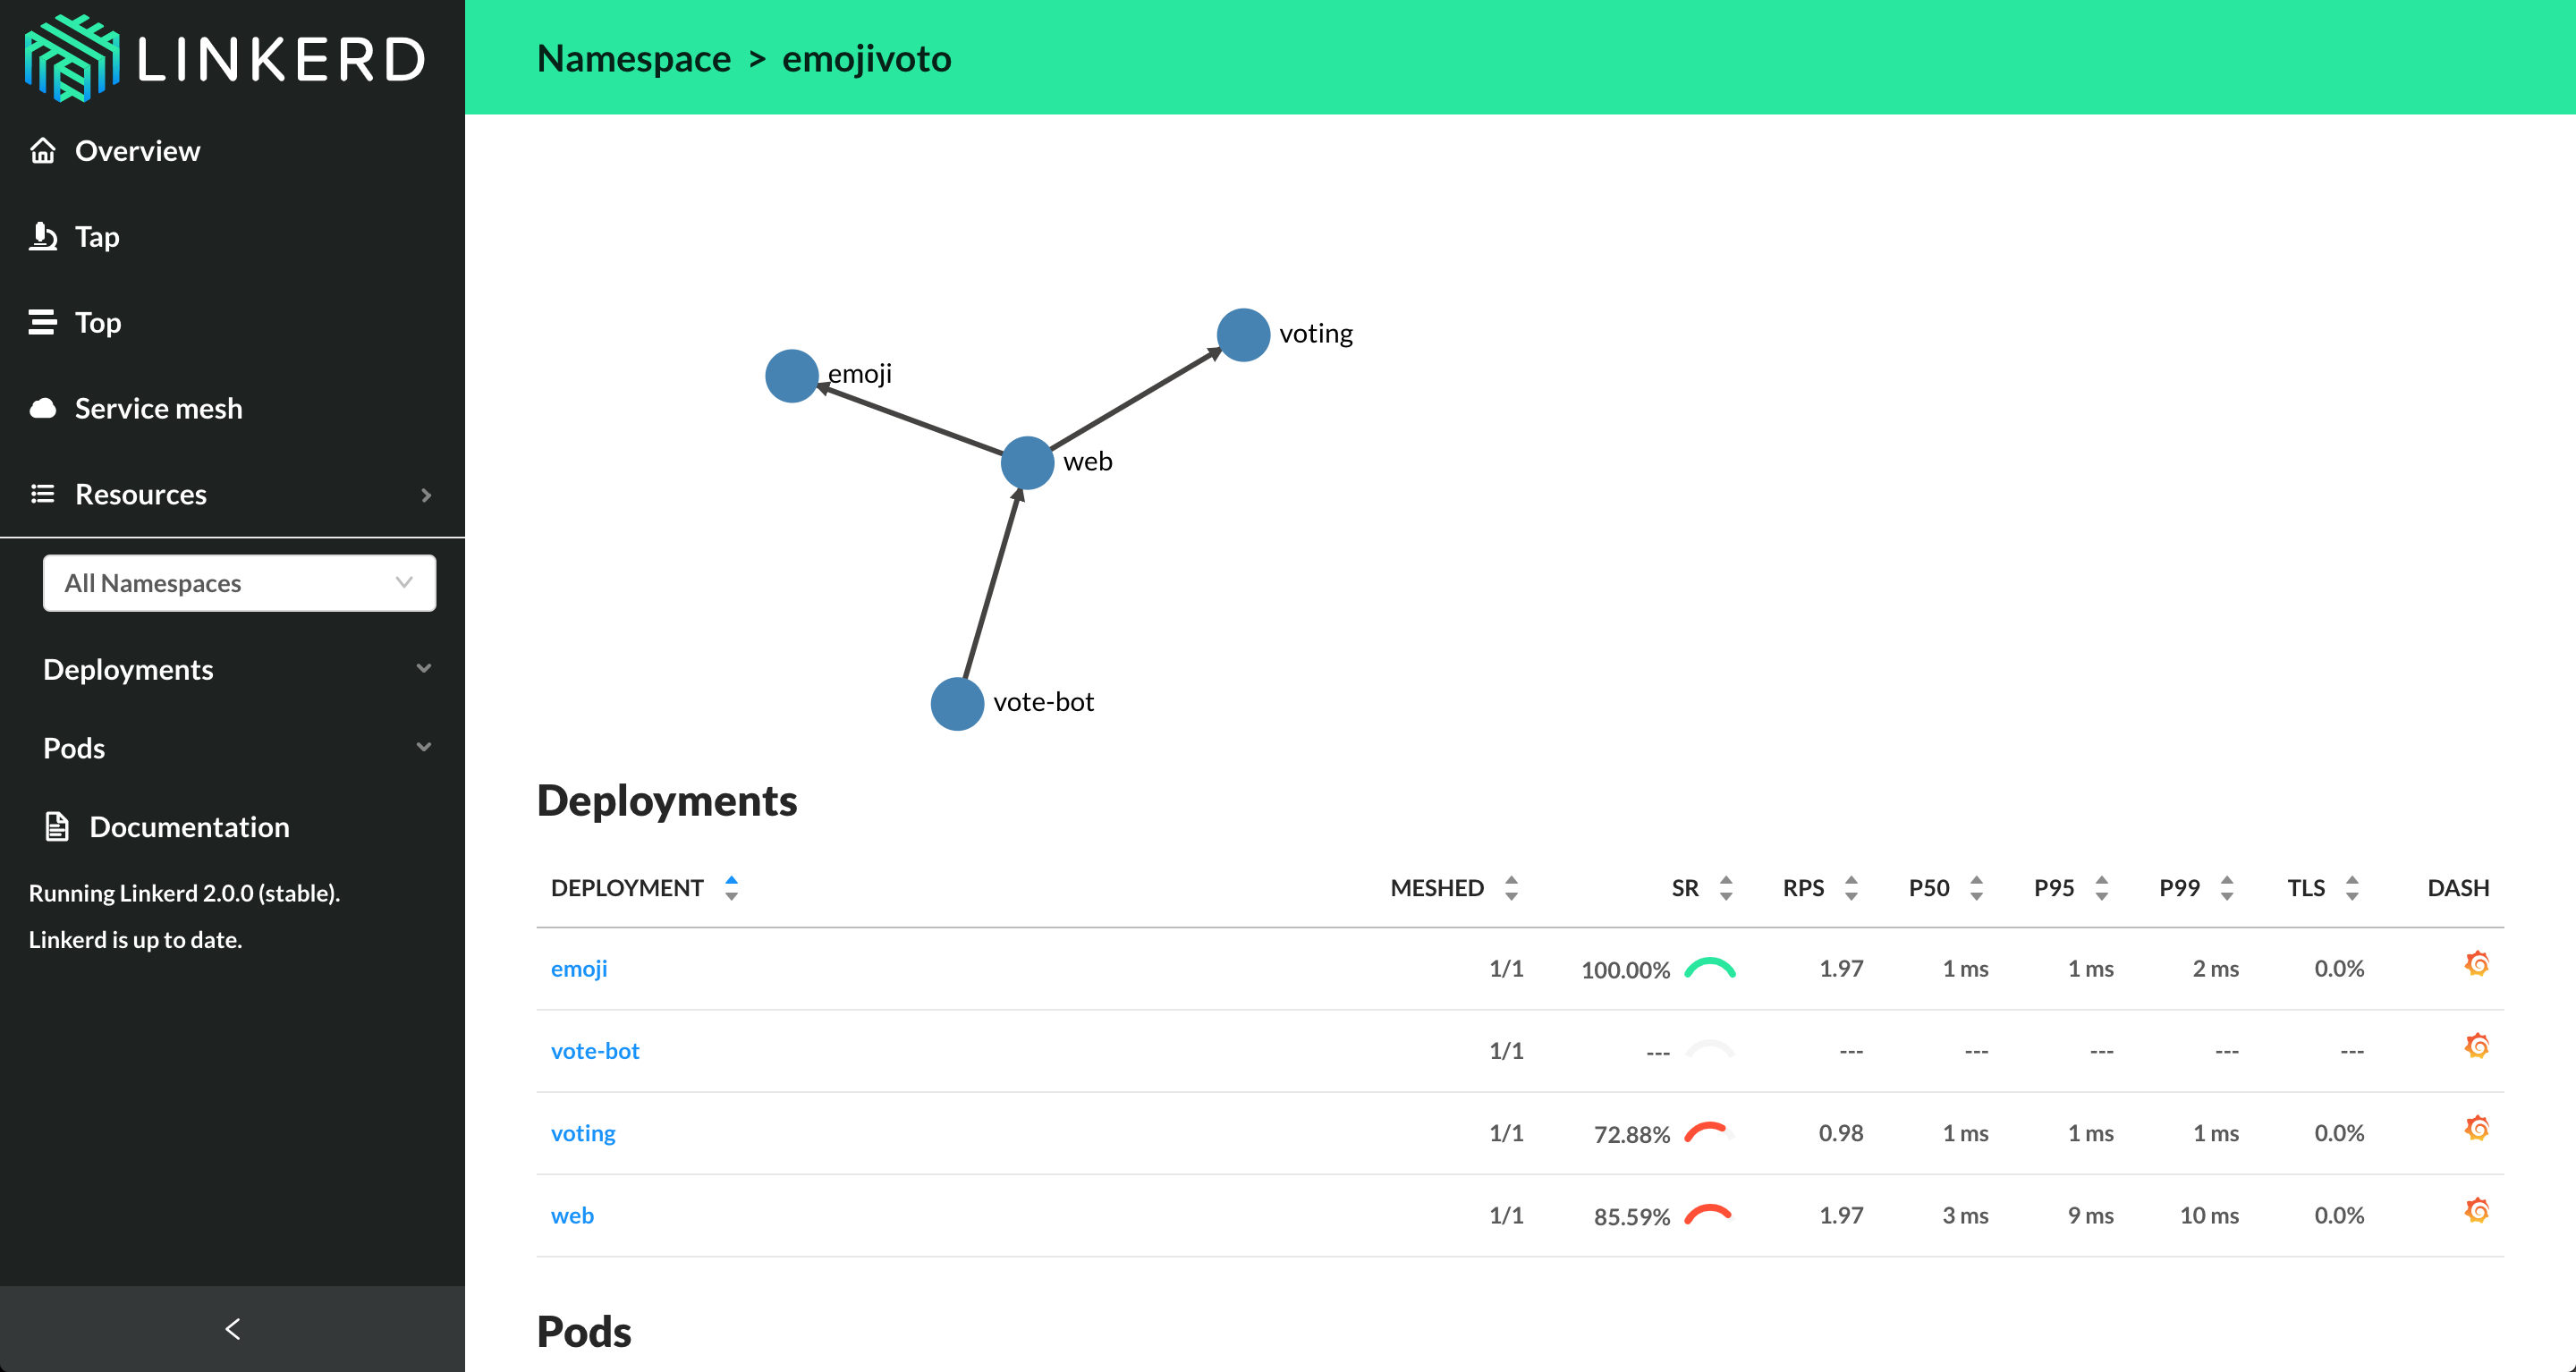 LINKERD
Overview
Tap
Top
Service mesh
Resources
All Namespaces
Deployments
Pods
Documentation
Running Linkerd 2.0.0 (stable).
Linkerd is up to date.
Namespace > emojivoto
voting
emoji
web
vote-bot
Deployments
DEPLOYMENT MESHED SR RPS P50 P95 P99 TLS DASH
emoji 1/1 100.00% 1.97 1 ms 1 ms 2 ms 0.0%
vote-bot 1/1 --- --- --- --- --- ---
voting 1/1 72.88% 0.98 1 ms 1 ms 1 ms 0.0%
web 1/1 85.59% 1.97 3 ms 9 ms 10 ms 0.0%
Pods